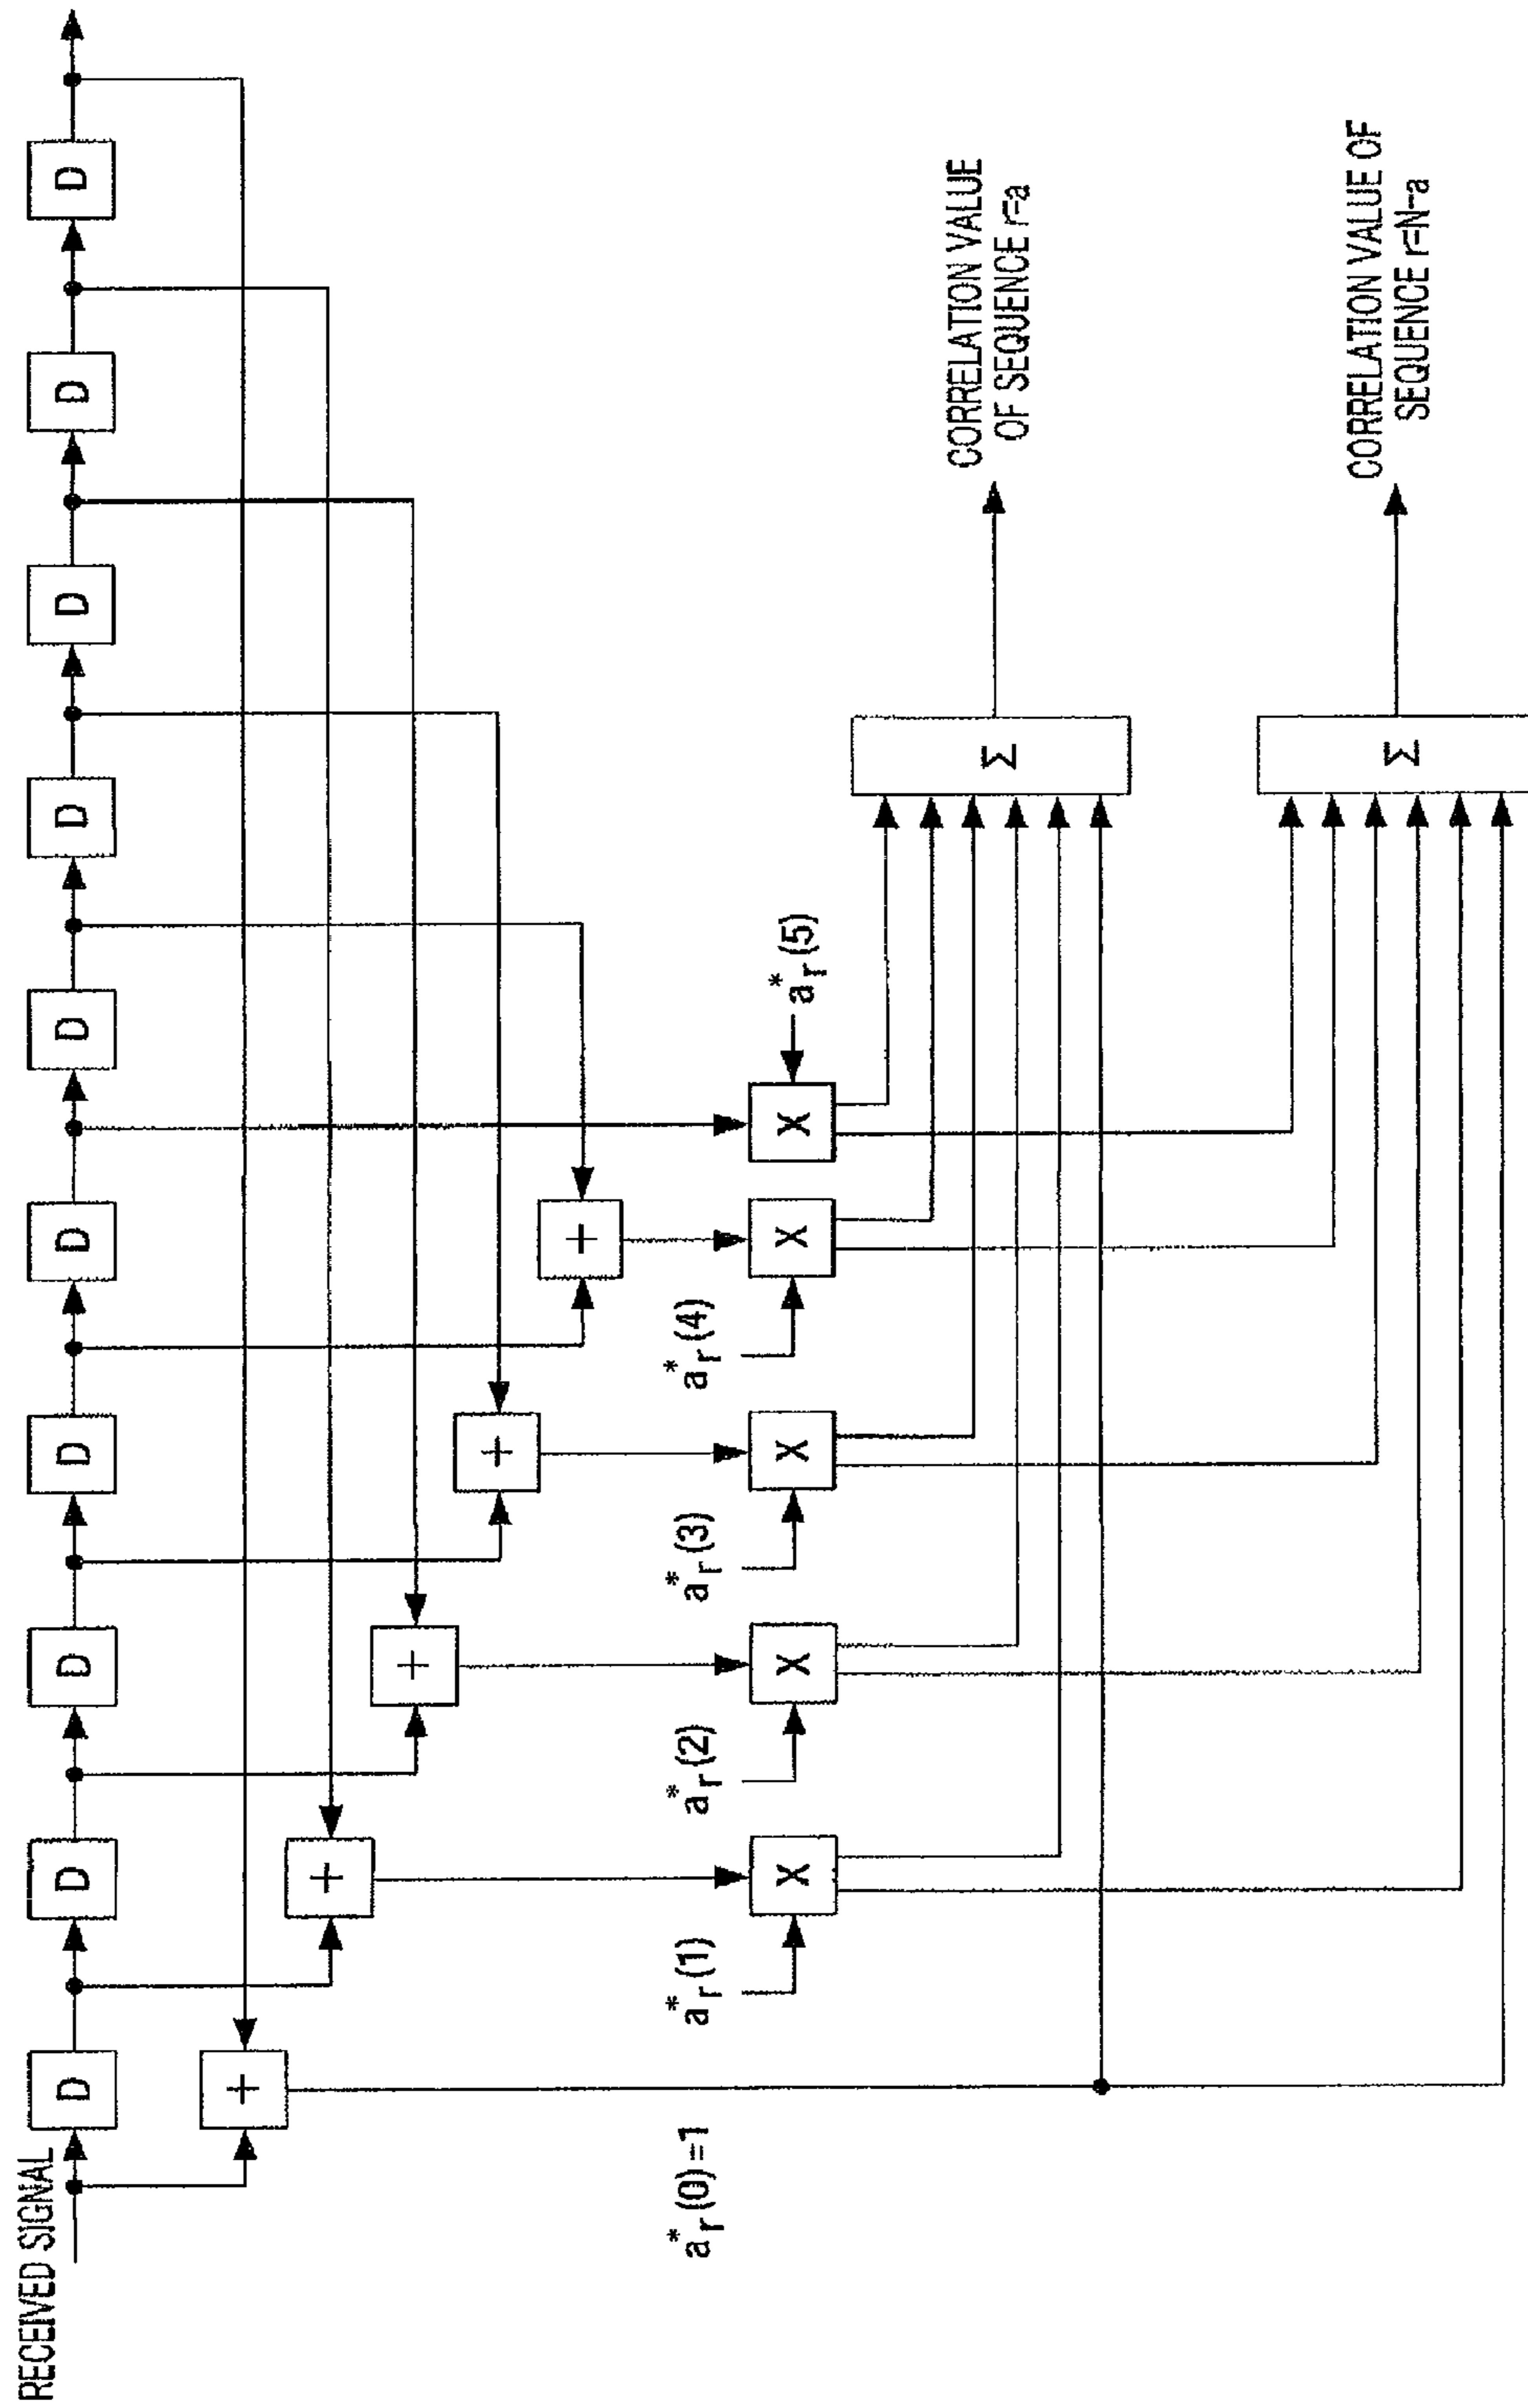 RECEIVED SIGNAL
D
D
D
D
D
D
D
D
D
D
+
+
+
+
+
a*r(0)=1
a*r(1)
a*r(2)
a*r(3)
a*r(4)
a*r(5)
X
X
X
X
X
Σ
CORRELATION VALUE
OF SEQUENCE r=a
Σ
CORRELATION VALUE OF
SEQUENCE r=N-a